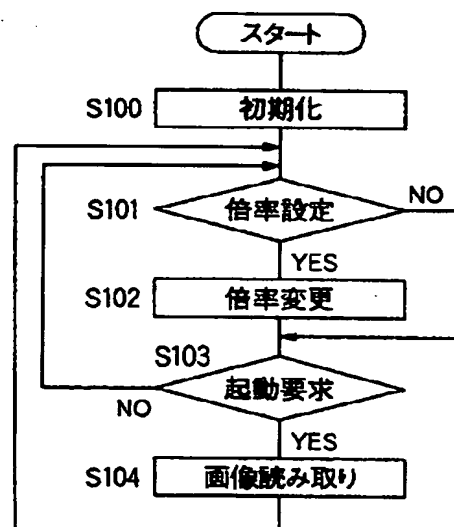 スタート
S100 初期化
S101 倍率設定 NO
YES
S102 倍率変更
S103
起動要求
NO
YES
S104 画像読み取り